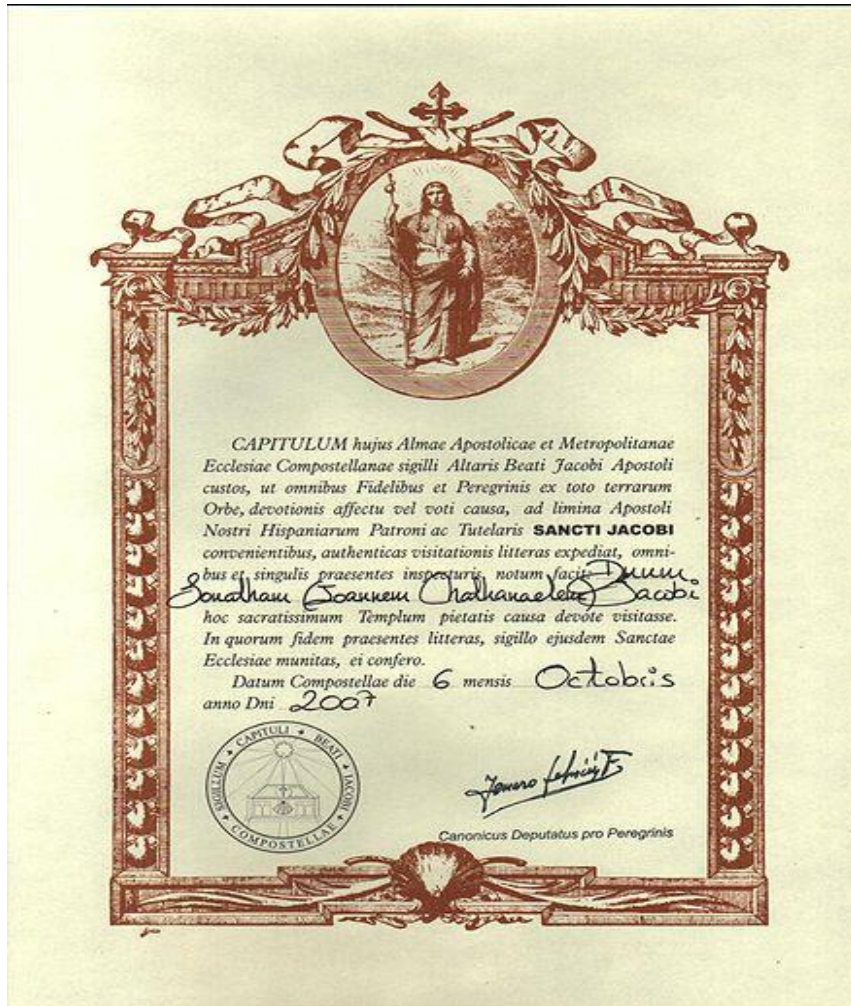 CAPITULUM hujus Almae Apostolicae et Metropolitanae
Ecclesiae Compostellanae sigilli Altaris Beati Jacobi Apostoli
custos, ut omnibus Fidelibus et Peregrinis ex toto terrarum
Orbe, devotionis affectu vel voti causa, ad limina Apostoli
Nostri Hispaniarum Patroni ac Tutelaris SANCTI JACOBI
convenientibus, authenticas visitationis litteras expediat, omni-
bus et singulis praesentes inspecturis, notum facit: Dnum
Jonatham Joannem Jacobi
hoc sacratissimum Templum pietatis causa devote visitasse.
In quorum fidem praesentes litteras, sigillo ejusdem Sanctae
Ecclesiae munitas, ei confero.
Datum Compostellae die 6 mensis Octobris
anno Dni 2007
SIGILLUM CAPITULI BEATI IACOBI COMPOSTELLAE
Canonicus Deputatus pro Peregrinis